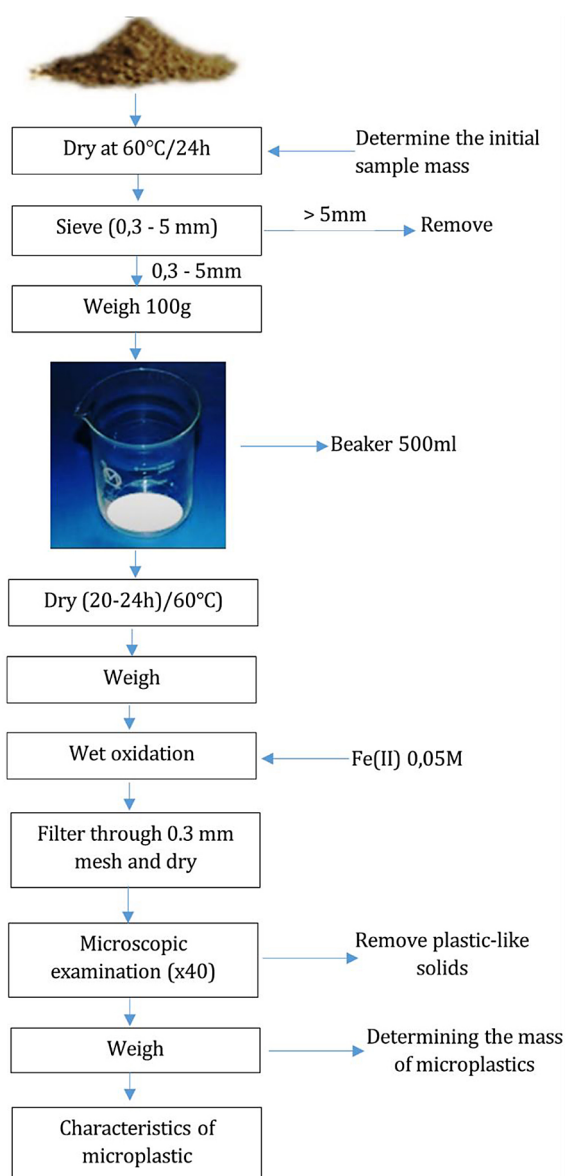 Dry at 60°C/24h
Determine the initial
sample mass
Sieve (0,3 - 5 mm)
> 5mm
Remove
0,3 - 5mm
Weigh 100g
Beaker 500ml
Dry (20-24h)/60°C)
Weigh
Wet oxidation
Fe(II) 0,05M
Filter through 0.3 mm
mesh and dry
Microscopic
examination (x40)
Remove plastic-like
solids
Weigh
Determining the mass
of microplastics
Characteristics of
microplastic